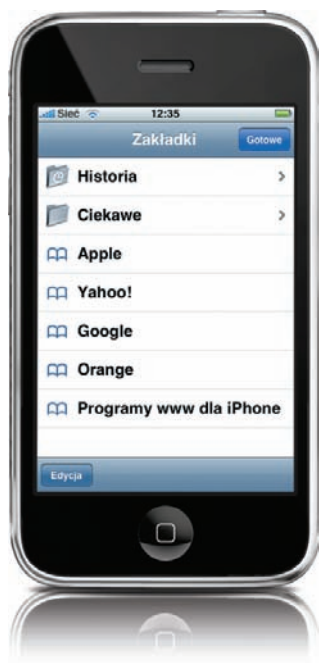 Sieć 12:35
Zakładki Gotowe
Historia
Ciekawe
Apple
Yahoo!
Google
Orange
Programy www dla iPhone
Edycja